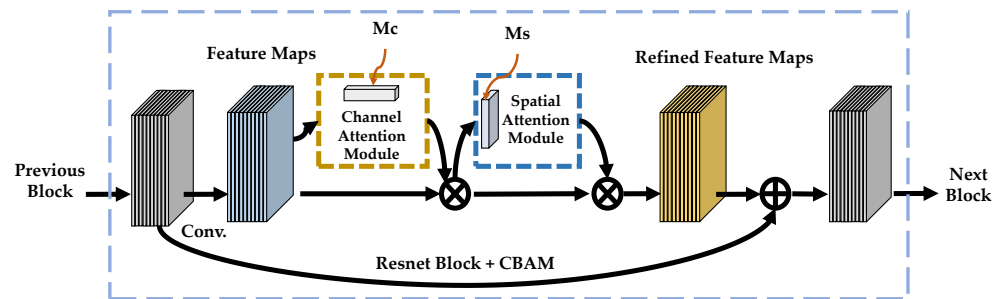 Mc
Ms
Feature Maps
Refined Feature Maps
Channel
Attention
Module
Spatial
Attention
Module
Previous
Block
Next
Block
Conv.
Resnet Block + CBAM